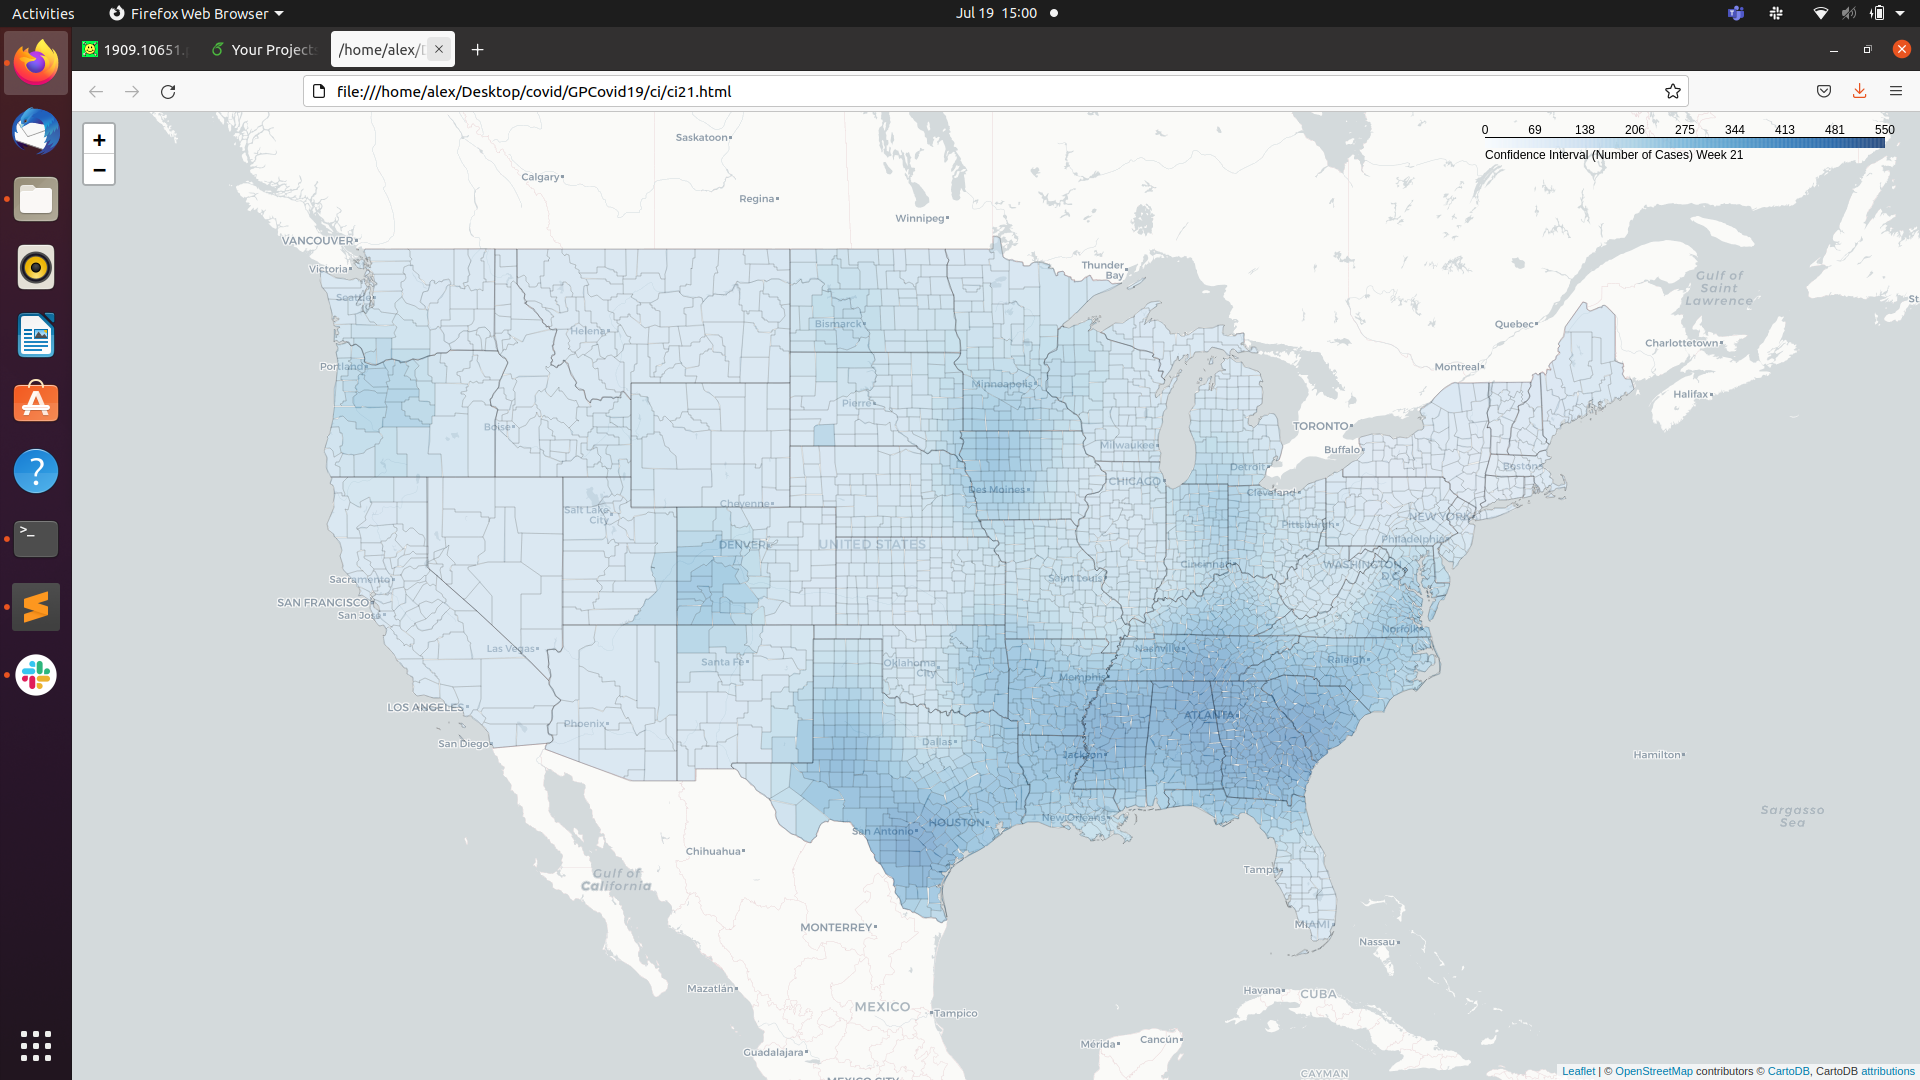 Activities
Firefox Web Browser
Jul 19 15:00
1909.10651.p
Your Projects
/home/alex/D
file:///home/alex/Desktop/covid/GPCovid19/ci/ci21.html
+
−
0 69 138 206 275 344 413 481 550
Confidence Interval (Number of Cases) Week 21
Saskatoon
Calgary
Regina
Winnipeg
VANCOUVER
Victoria
Seattle
Thunder
Bay
Gulf of
Saint
Lawrence
St
Quebec
Charlottetown
Montreal
Halifax
Helena
Bismarck
Portland
Minneapolis
Pierre
Boise
TORONTO
Buffalo
Milwaukee
Detroit
Boston
CHICAGO
Cleveland
Des Moines
Cheyenne
Salt Lake
City
Pittsburgh
NEW YORK
Philadelphia
DENVER
UNITED STATES
Cincinnati
WASHINGTON
D.C.
Sacramento
Saint Louis
SAN FRANCISCO
San Jose
Norfolk
Las Vegas
Santa Fe
Oklahoma
City
Nashville
Raleigh
Memphis
LOS ANGELES
Phoenix
ATLANTA
San Diego
Dallas
Jackson
Hamilton
Sargasso
Sea
San Antonio
HOUSTON
New Orleans
Chihuahua
Gulf of
California
Tampa
MIAMI
MONTERREY
Nassau
Mazatlán
MEXICO
Tampico
Havana
CUBA
Mérida
Cancún
Guadalajara
MEXICO CITY
CAYMAN
Leaflet | © OpenStreetMap contributors © CartoDB, CartoDB attributions